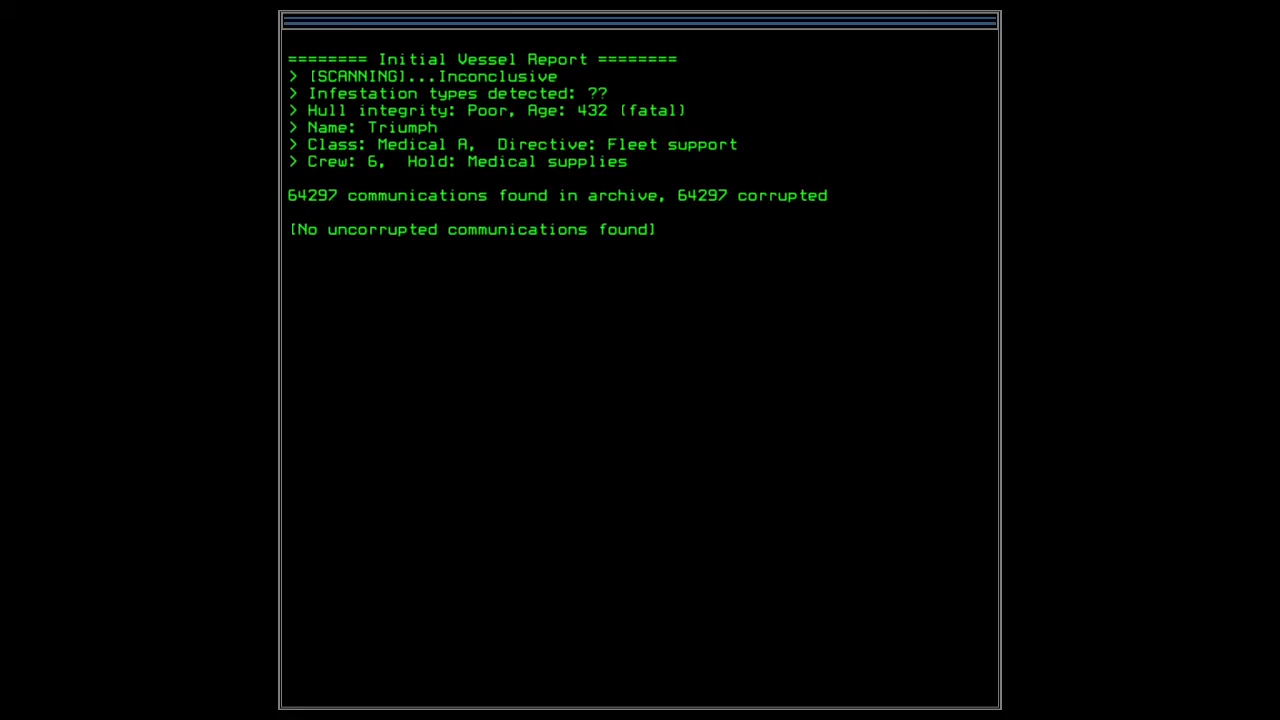 ======== Initial Vessel Report ========
> [SCANNING]...Inconclusive
> Infestation types detected: ??
> Hull integrity: Poor, Age: 432 (fatal)
> Name: Triumph
> Class: Medical A,  Directive: Fleet support
> Crew: 6,  Hold: Medical supplies
64297 communications found in archive, 64297 corrupted
[No uncorrupted communications found]